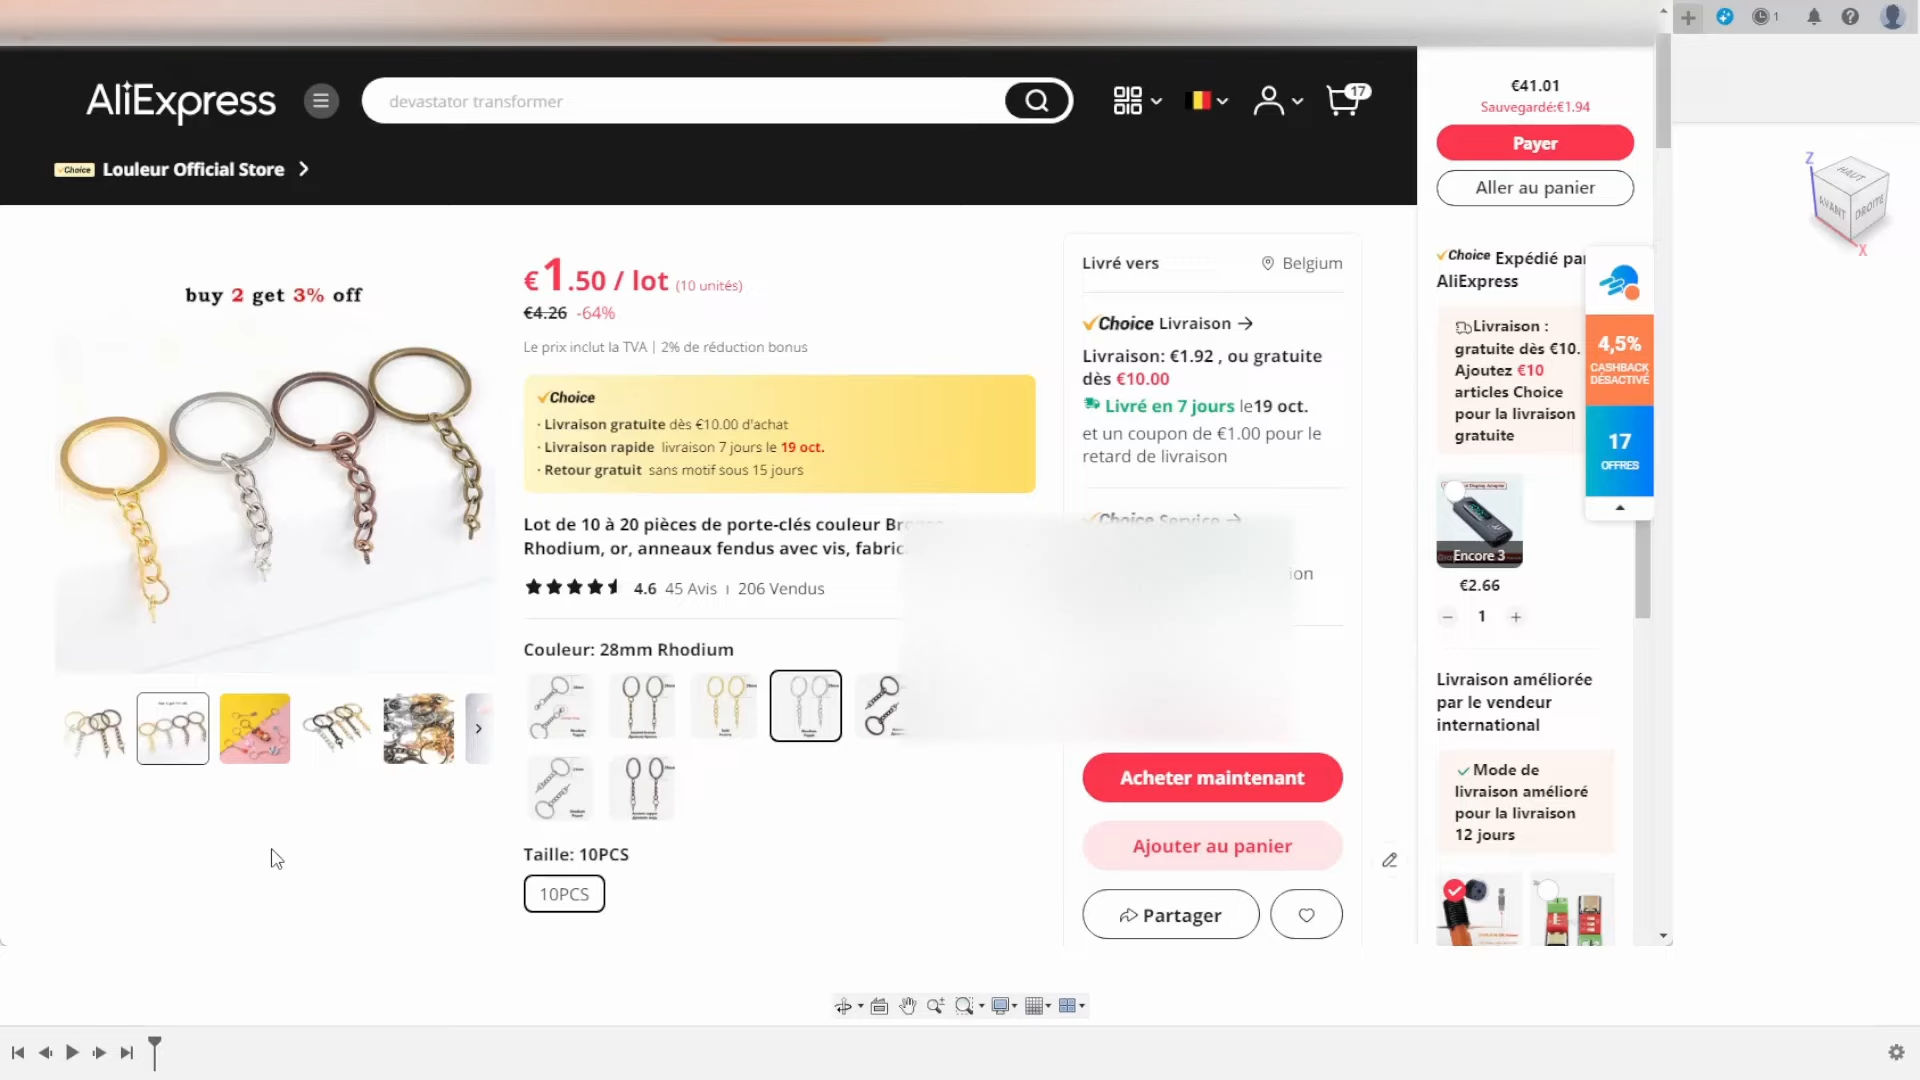 AliExpress
devastator transformer
17
1
Choice Louleur Official Store
buy 2 get 3% off
€1.50 / lot (10 unités)
€4.26 -64%
Le prix inclut la TVA | 2% de réduction bonus
Choice
· Livraison gratuite dès €10.00 d'achat
· Livraison rapide livraison 7 jours le 19 oct.
· Retour gratuit sans motif sous 15 jours
Lot de 10 à 20 pièces de porte-clés couleur
Rhodium, or, anneaux fendus avec vis,
4.6 45 Avis 206 Vendus
Couleur: 28mm Rhodium
Taille: 10PCS
10PCS
Livré vers Belgium
Choice Livraison →
Livraison: €1.92 , ou gratuite
dès €10.00
Livré en 7 jours le19 oct.
et un coupon de €1.00 pour le
retard de livraison
Choice Service →
Acheter maintenant
Ajouter au panier
Partager
€41.01
Sauvegardé:€1.94
Payer
Aller au panier
Choice Expédié
AliExpress
Livraison :
gratuite dès €10.
Ajoutez €10
articles Choice
pour la livraison
gratuite
4,5%
CASHBACK
DÉSACTIVÉ
17
OFFRES
Encore 3
€2.66
1
Livraison améliorée
par le vendeur
international
Mode de
livraison amélioré
pour la livraison
12 jours
Z
HAUT
AVANT
DROITE
X